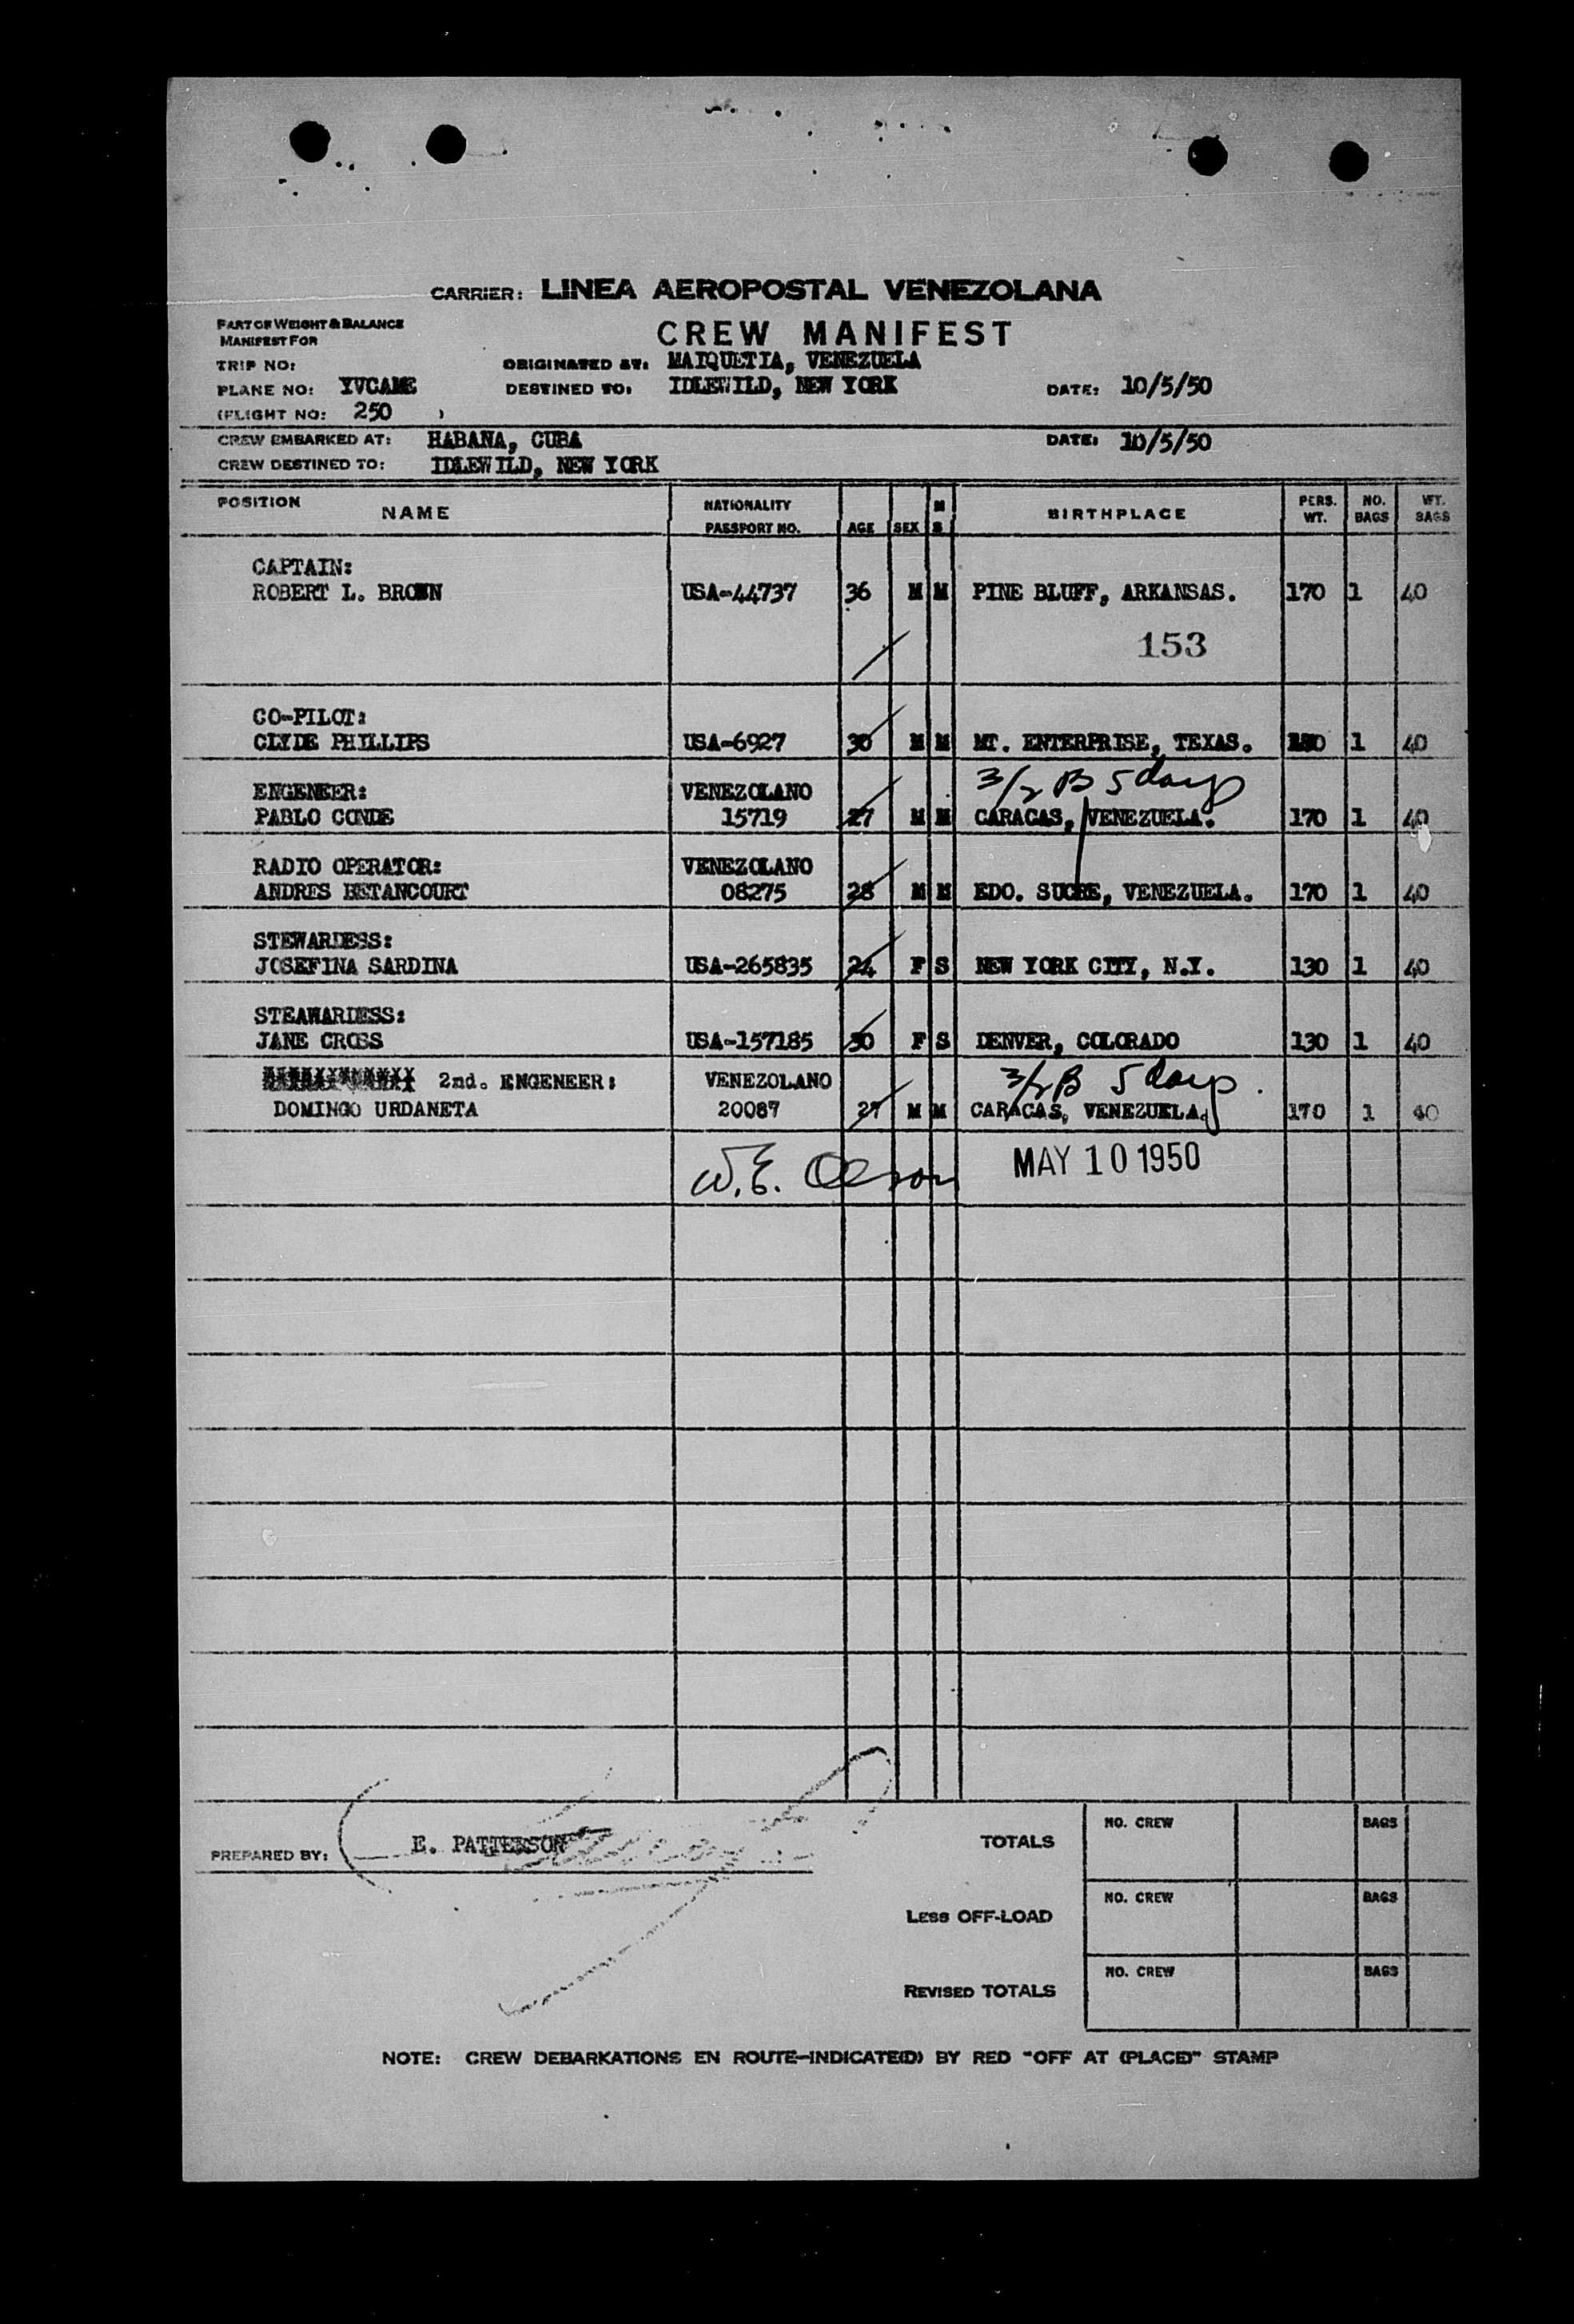 CARRIER: LINEA AEROPOSTAL VENEZOLANA
PART OF WEIGHT & BALANCE
MANIFEST FOR
CREW MANIFEST
TRIP NO: ORIGINATED AT: MAIQUETIA, VENEZUELA
PLANE NO: YVCAME DESTINED TO: IDLEWILD, NEW YORK DATE: 10/5/50
(FLIGHT NO: 250 )
CREW EMBARKED AT: HABANA, CUBA DATE: 10/5/50
CREW DESTINED TO: IDLEWILD, NEW YORK
POSITION NAME NATIONALITY PASSPORT NO. AGE SEX M S BIRTHPLACE PERS. WT. NO. BAGS WT. BAGS
CAPTAIN:
ROBERT L. BROWN USA-44737 36 M M PINE BLUFF, ARKANSAS. 170 1 40
153
CO-PILOT:
CLYDE PHILLIPS USA-6927 30 M M MT. ENTERPRISE, TEXAS. 1 40
3/2 B 5 days
ENGENEER: VENEZOLANO
PABLO CONDE 15719 27 M M CARACAS, VENEZUELA. 170 1 40
RADIO OPERATOR: VENEZOLANO
ANDRES BETANCOURT 08275 28 M M EDO. SUCRE, VENEZUELA. 170 1 40
STEWARDESS:
JOSEFINA SARDINA USA-265835 24 F S NEW YORK CITY, N.Y. 130 1 40
STEAWARDESS:
JANE CROSS USA-157185 30 F S DENVER, COLORADO 130 1 40
2nd. ENGENEER: VENEZOLANO 3/2 B 5 days.
DOMINGO URDANETA 20087 27 M M CARACAS, VENEZUELA. 170 1 40
W.E. Olson MAY 10 1950
PREPARED BY: E. PATTERSON
TOTALS NO. CREW BAGS
LESS OFF-LOAD NO. CREW BAGS
REVISED TOTALS NO. CREW BAGS
NOTE: CREW DEBARKATIONS EN ROUTE-INDICATE(D) BY RED "OFF AT (PLACE)" STAMP